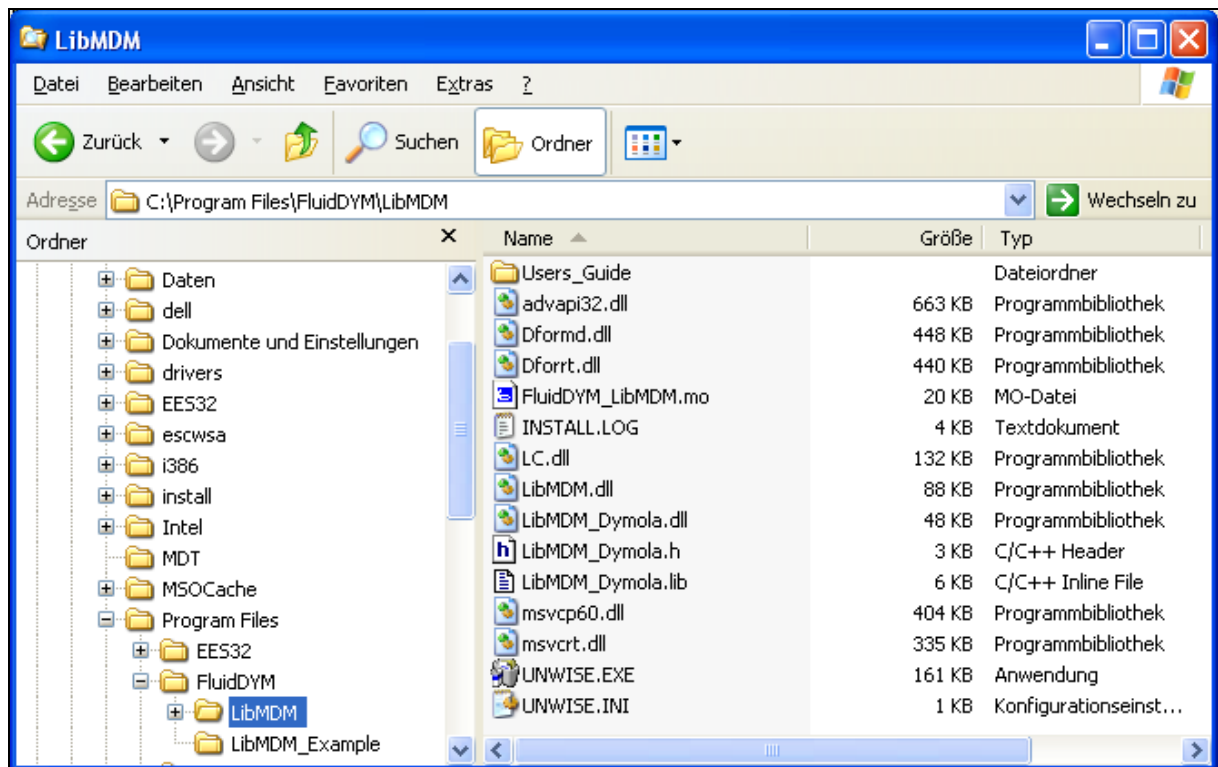 LibMDM
Datei Bearbeiten Ansicht Favoriten Extras ?
Zurück Suchen Ordner
Adresse C:\Program Files\FluidDYM\LibMDM Wechseln zu
Ordner
Daten
dell
Dokumente und Einstellungen
drivers
EES32
escwsa
i386
install
Intel
MDT
MSOCache
Program Files
EES32
FluidDYM
LibMDM
LibMDM_Example
Name Größe Typ
Users_Guide Dateiordner
advapi32.dll 663 KB Programmbibliothek
Dformd.dll 448 KB Programmbibliothek
Dforrt.dll 440 KB Programmbibliothek
FluidDYM_LibMDM.mo 20 KB MO-Datei
INSTALL.LOG 4 KB Textdokument
LC.dll 132 KB Programmbibliothek
LibMDM.dll 88 KB Programmbibliothek
LibMDM_Dymola.dll 48 KB Programmbibliothek
LibMDM_Dymola.h 3 KB C/C++ Header
LibMDM_Dymola.lib 6 KB C/C++ Inline File
msvcp60.dll 404 KB Programmbibliothek
msvcrt.dll 335 KB Programmbibliothek
UNWISE.EXE 161 KB Anwendung
UNWISE.INI 1 KB Konfigurationseinst...